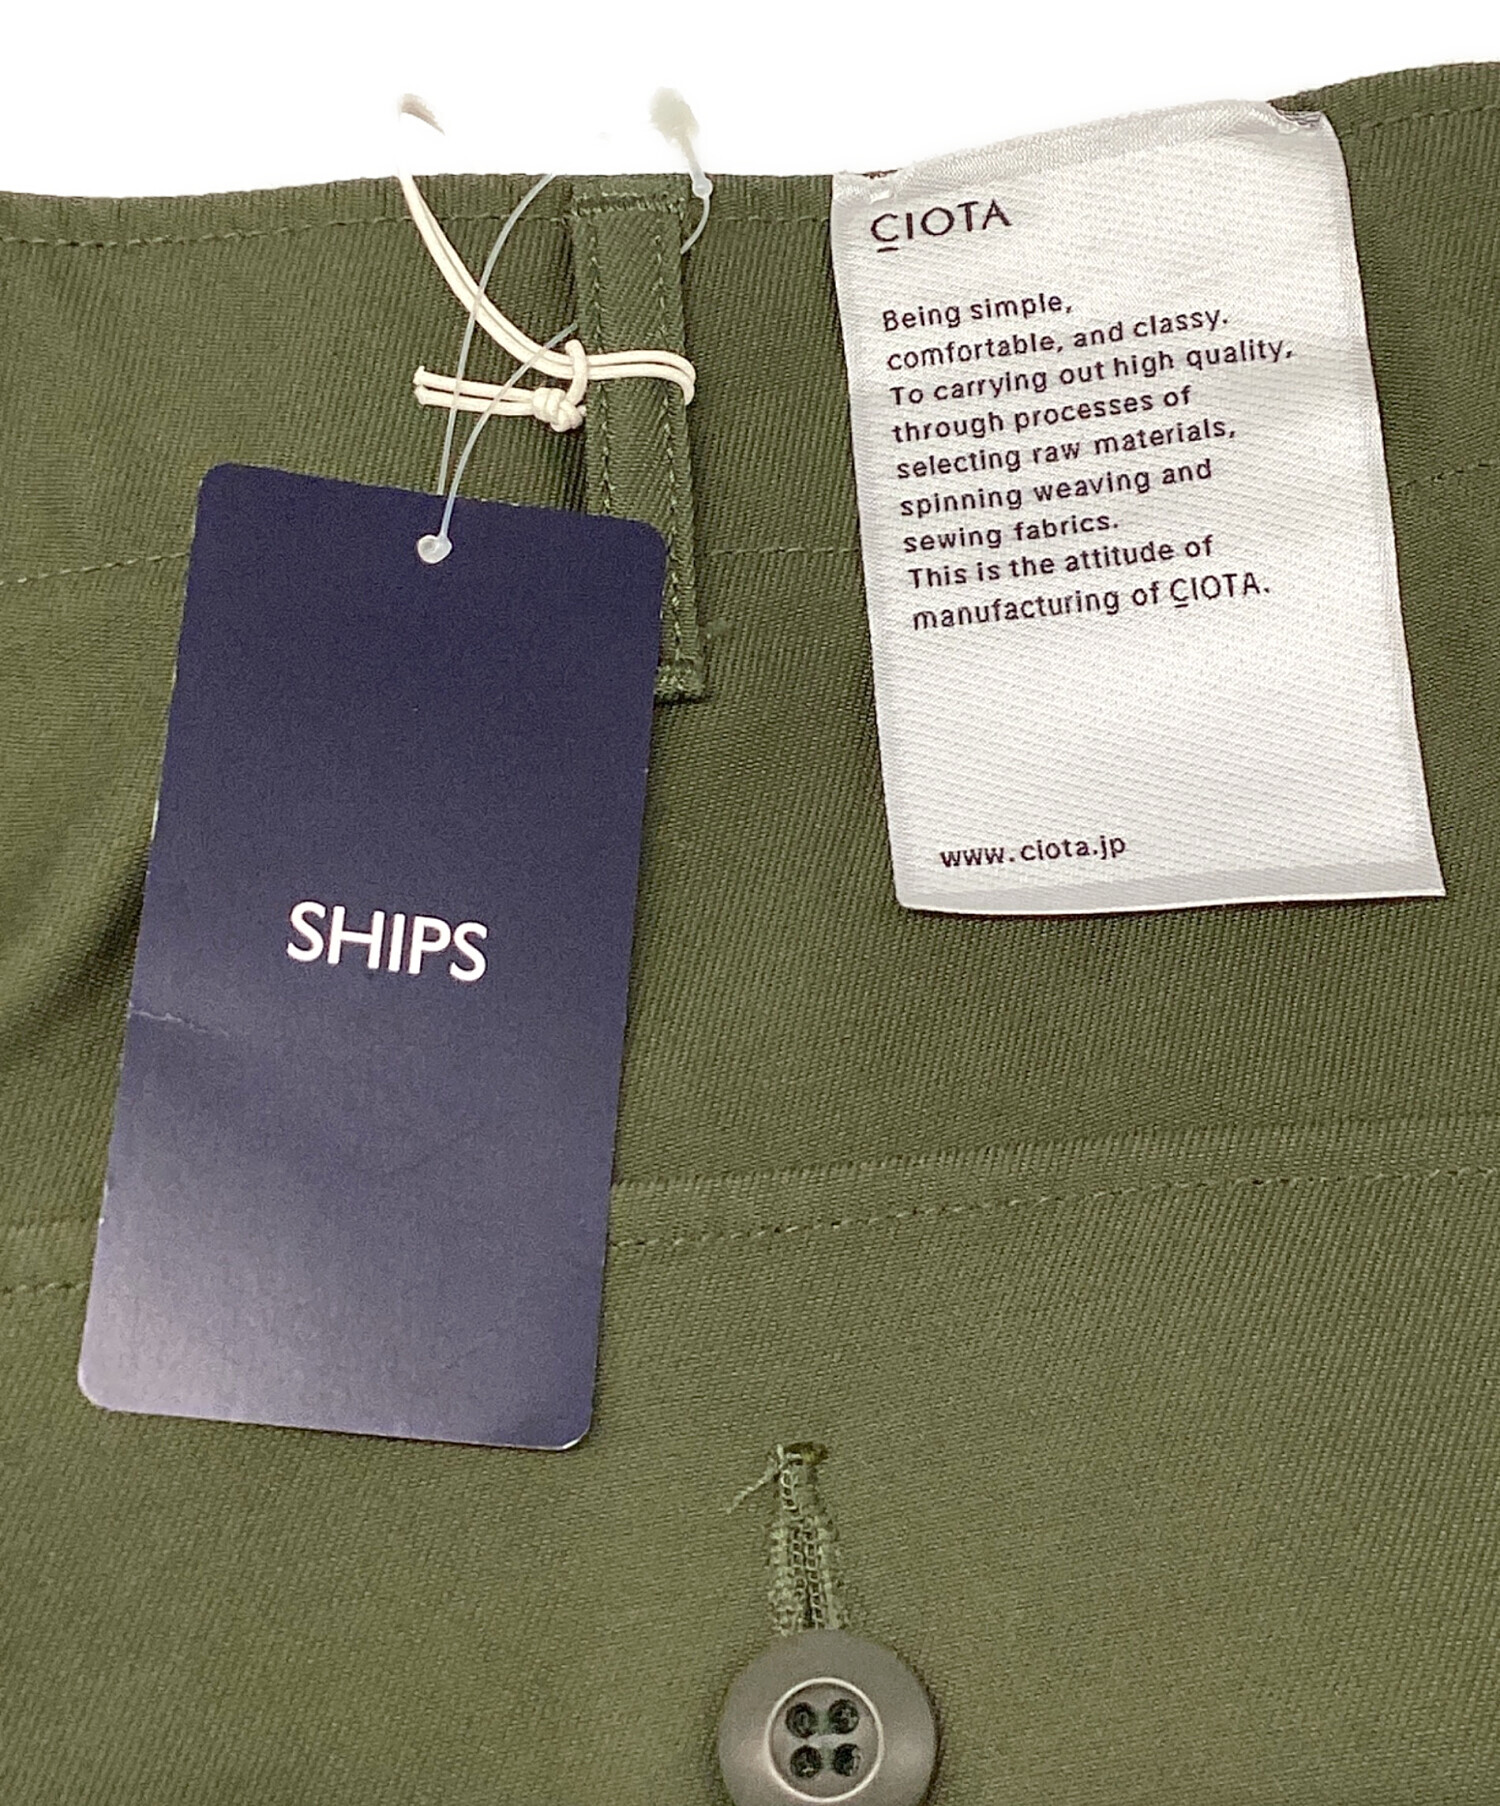 CIOTA
Being simple,
comfortable, and classy.
To carrying out high quality,
through processes of
selecting raw materials,
spinning weaving and
sewing fabrics.
This is the attitude of
manufacturing of CIOTA.
www.ciota.jp
SHIPS